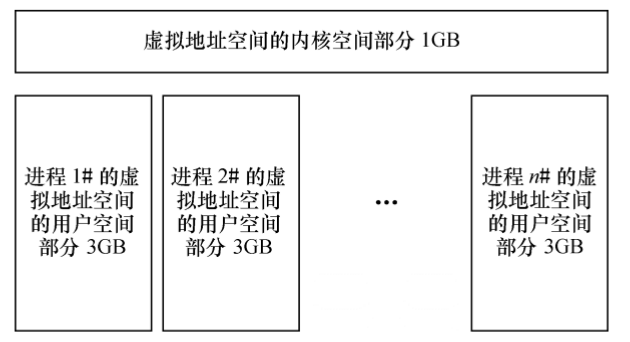 虚拟地址空间的内核空间部分 1GB
进程 1# 的虚
拟地址空间
的用户空间
部分 3GB
进程 2# 的虚
拟地址空间
的用户空间
部分 3GB
...
进程 n# 的虚
拟地址空间
的用户空间
部分 3GB